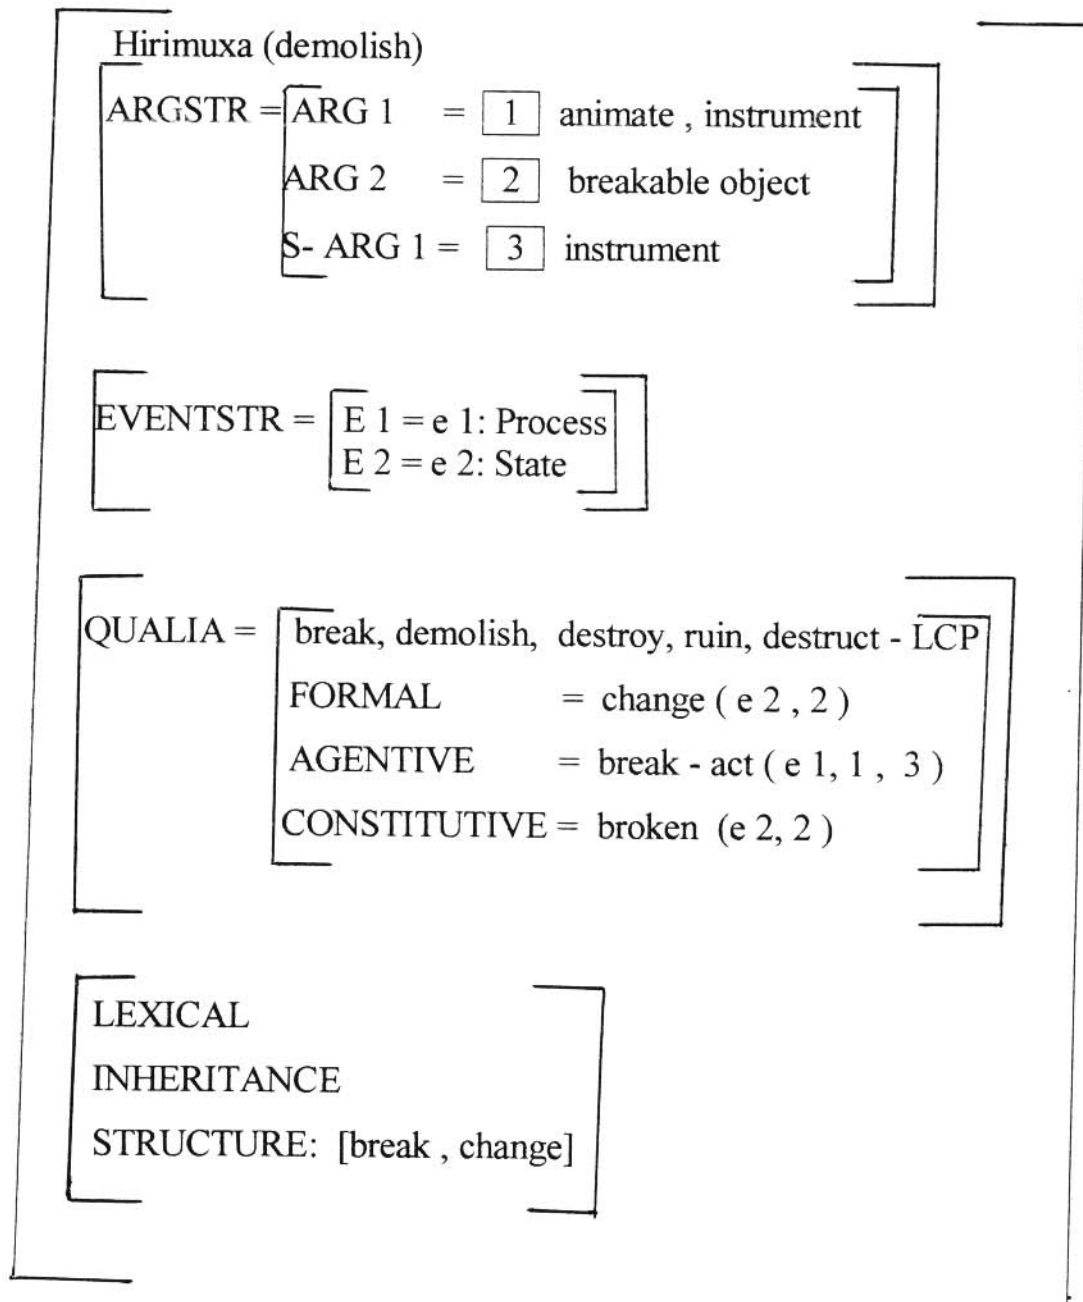 Hirimuxa (demolish)
ARGSTR = ARG 1 = 1 animate , instrument
ARG 2 = 2 breakable object
S- ARG 1 = 3 instrument
EVENTSTR = E 1 = e 1: Process
E 2 = e 2: State
QUALIA = break, demolish, destroy, ruin, destruct - LCP
FORMAL = change ( e 2 , 2 )
AGENTIVE = break - act ( e 1, 1 , 3 )
CONSTITUTIVE = broken (e 2, 2 )
LEXICAL
INHERITANCE
STRUCTURE: [break , change]